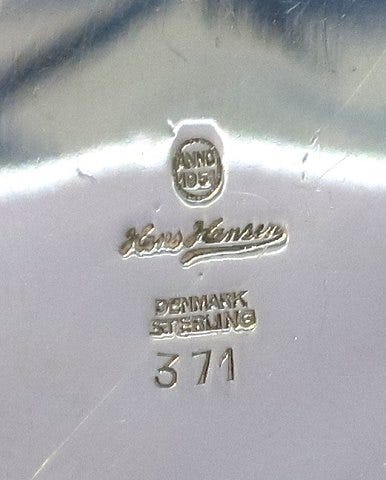 ANNO
1951
Hans Hansen
DENMARK
STERLING
371